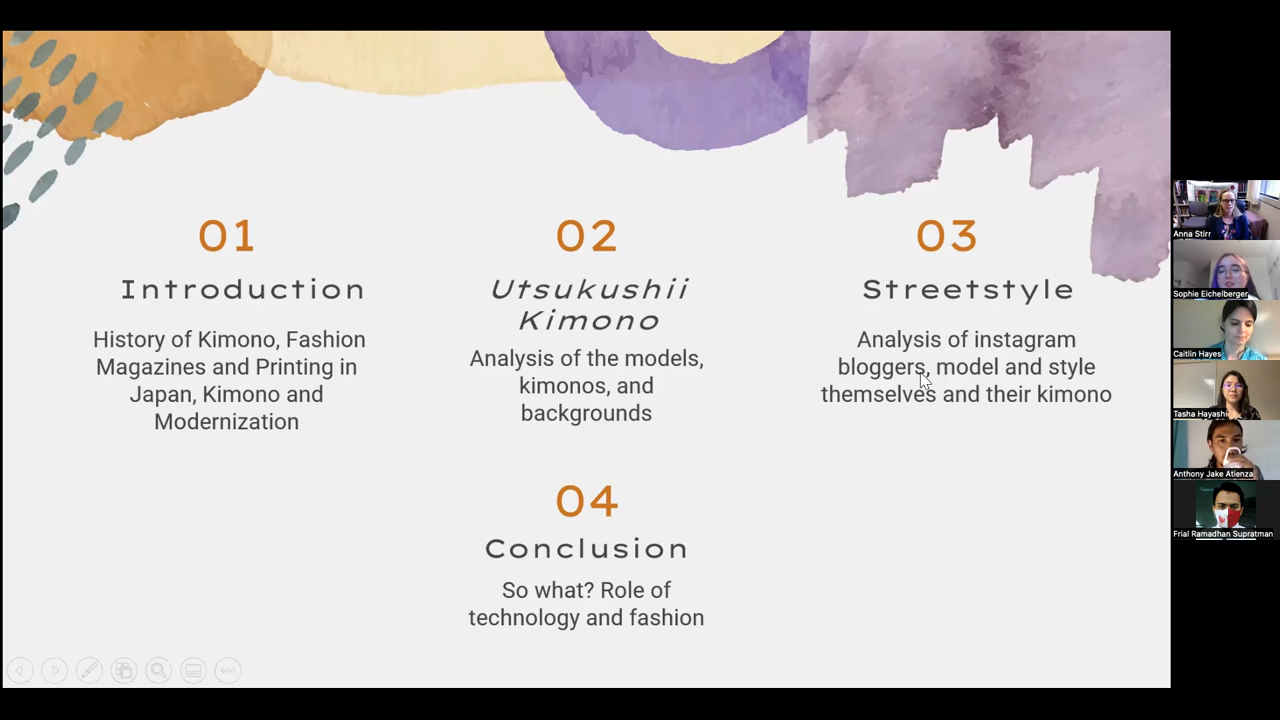 01
Introduction
History of Kimono, Fashion
Magazines and Printing in
Japan, Kimono and
Modernization
02
Utsukushii
Kimono
Analysis of the models,
kimonos, and
backgrounds
03
Streetstyle
Analysis of instagram
bloggers, model and style
themselves and their kimono
04
Conclusion
So what? Role of
technology and fashion
Anna Stirr
Sophie Eichelberger
Caitlin Hayes
Tasha Hayashi
Anthony Jake Atienza
Frial Ramadhan Supratman